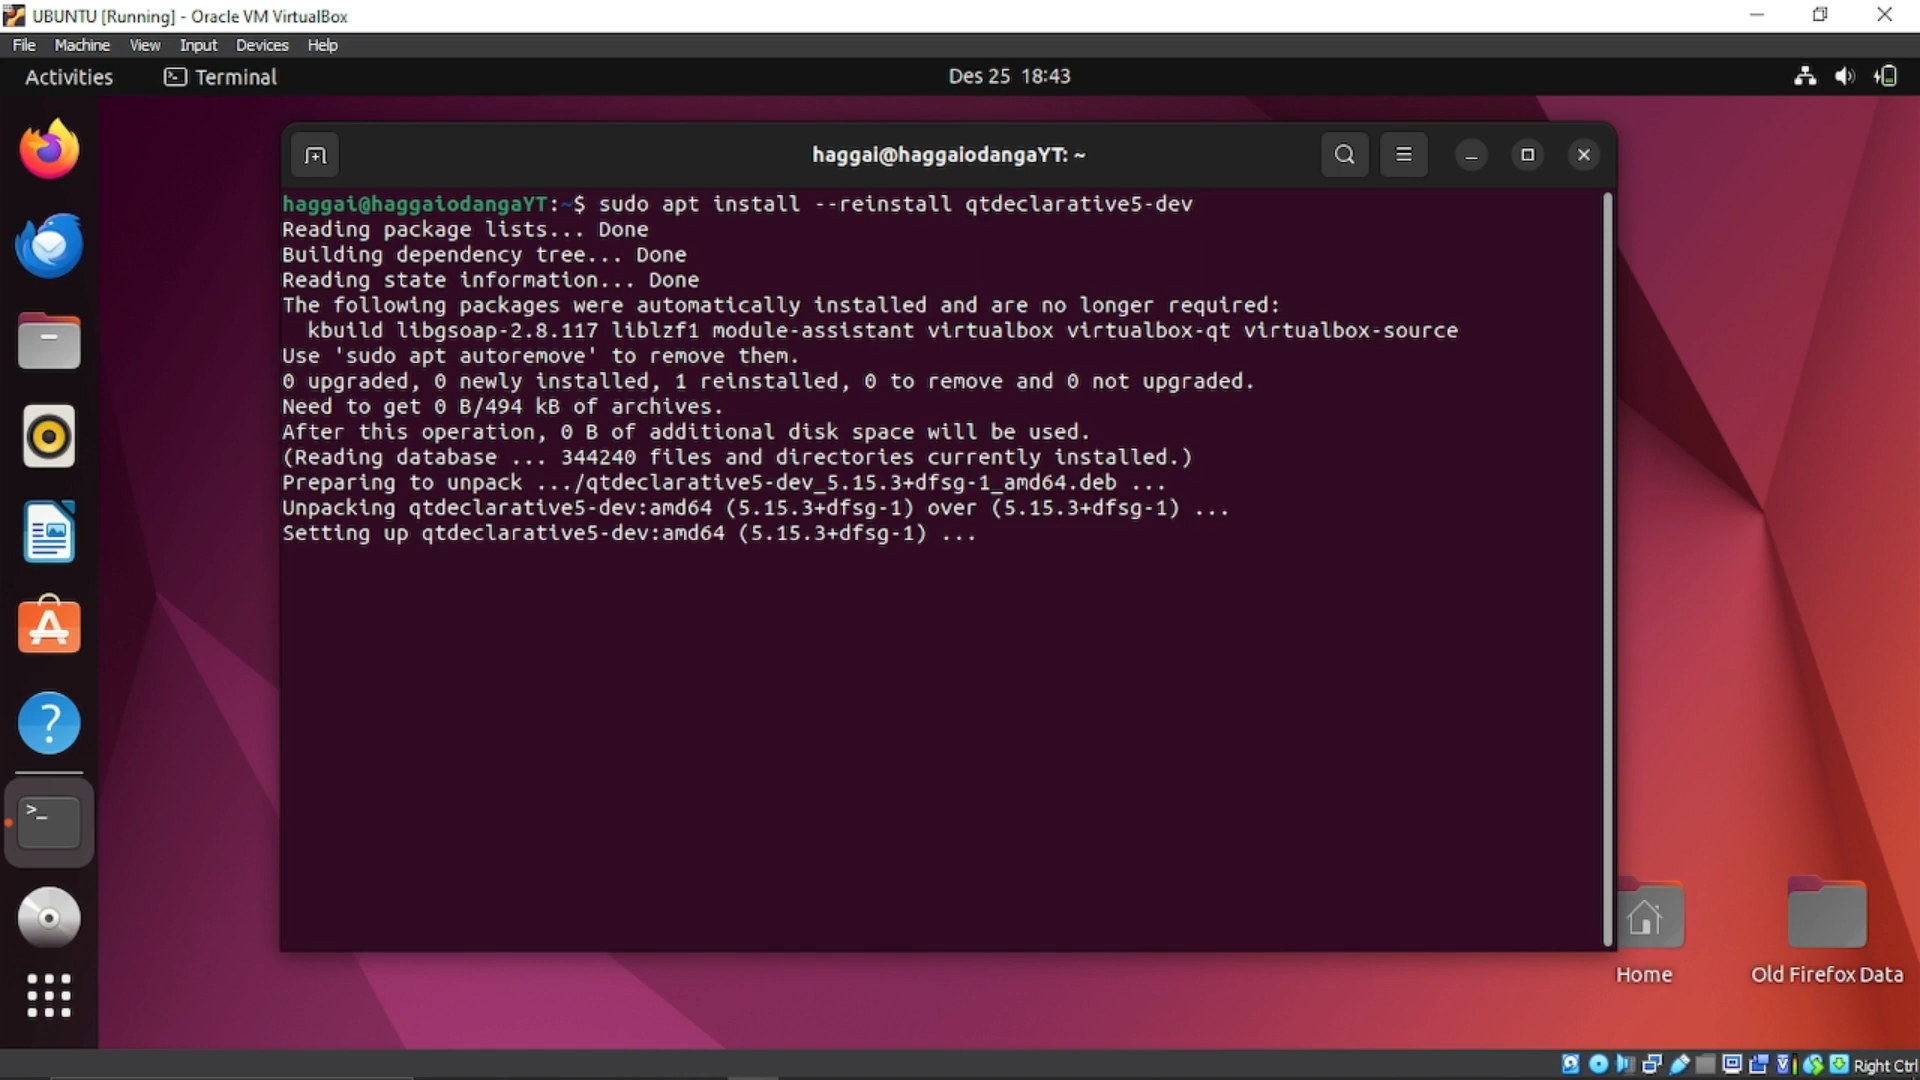 UBUNTU [Running] - Oracle VM VirtualBox
File Machine View Input Devices Help
Activities Terminal Des 25 18:43
haggai@haggaiodangaYT: ~
haggai@haggaiodangaYT:~$ sudo apt install --reinstall qtdeclarative5-dev
Reading package lists... Done
Building dependency tree... Done
Reading state information... Done
The following packages were automatically installed and are no longer required:
  kbuild libgsoap-2.8.117 liblzf1 module-assistant virtualbox virtualbox-qt virtualbox-source
Use 'sudo apt autoremove' to remove them.
0 upgraded, 0 newly installed, 1 reinstalled, 0 to remove and 0 not upgraded.
Need to get 0 B/494 kB of archives.
After this operation, 0 B of additional disk space will be used.
(Reading database ... 344240 files and directories currently installed.)
Preparing to unpack .../qtdeclarative5-dev_5.15.3+dfsg-1_amd64.deb ...
Unpacking qtdeclarative5-dev:amd64 (5.15.3+dfsg-1) over (5.15.3+dfsg-1) ...
Setting up qtdeclarative5-dev:amd64 (5.15.3+dfsg-1) ...
Home Old Firefox Data
Right Ctrl